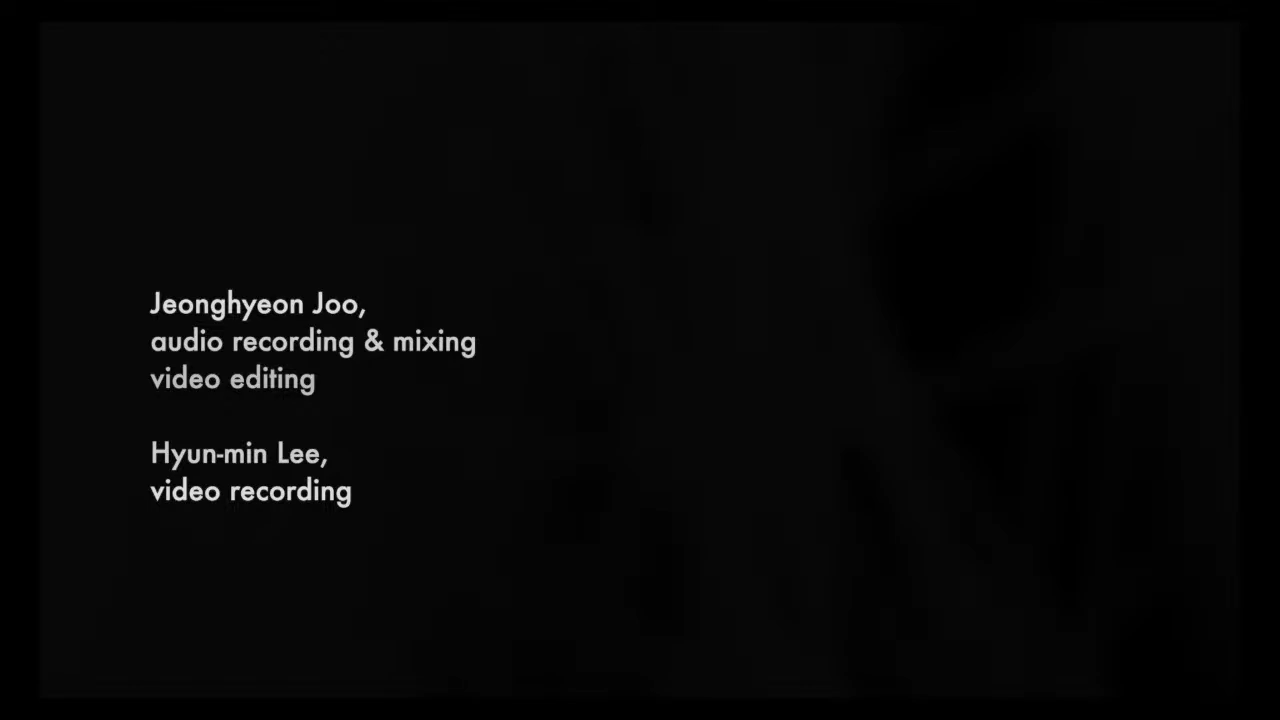 Jeonghyeon Joo,
audio recording & mixing
video editing
Hyun-min Lee,
video recording